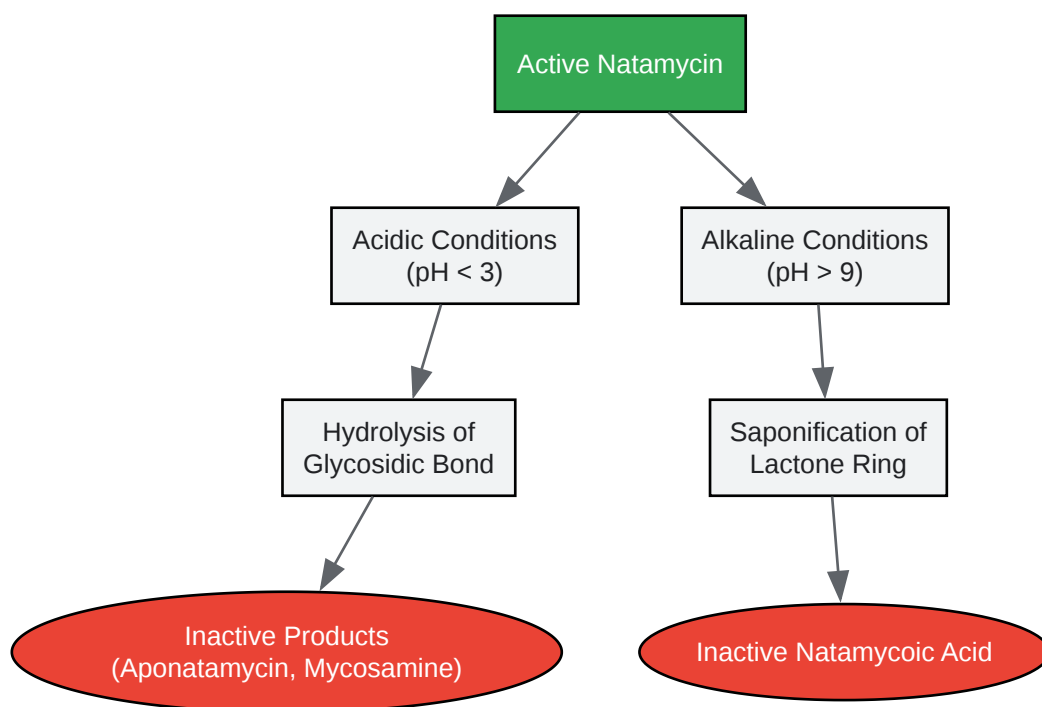 Active Natamycin
Acidic Conditions
(pH < 3)
Alkaline Conditions
(pH > 9)
Hydrolysis of
Glycosidic Bond
Saponification of
Lactone Ring
Inactive Products
(Aponatamycin, Mycosamine)
Inactive Natamycoic Acid